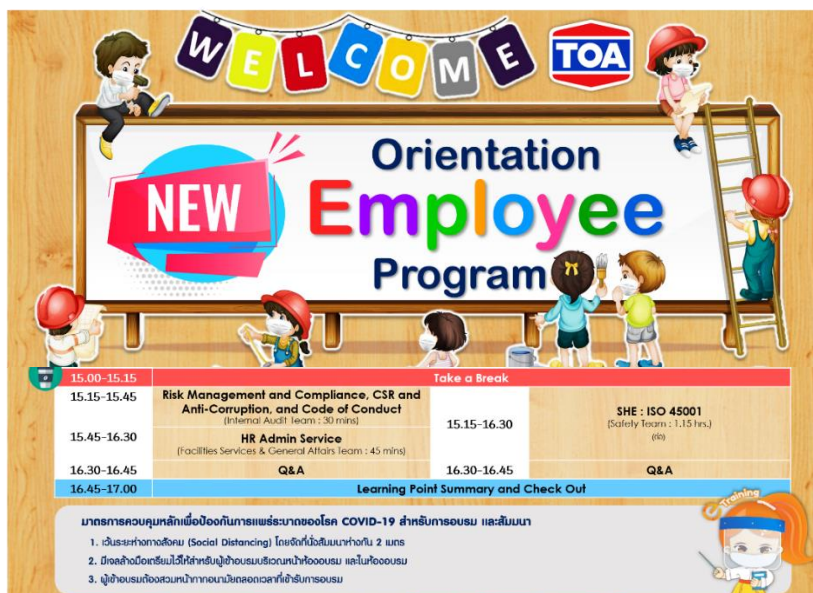 WELCOME
TOA
NEW
Orientation
Employee
Program
15.00-15.15 Take a Break
15.15-15.45 Risk Management and Compliance, CSR and
Anti-Corruption, and Code of Conduct
(Internal Audit Team : 30 mins)
15.45-16.30 HR Admin Service
(Facilities Services & General Affairs Team : 45 mins)
15.15-16.30 SHE : ISO 45001
(Safety Team : 1.15 hrs.)
(ต่อ)
16.30-16.45 Q&A 16.30-16.45 Q&A
16.45-17.00 Learning Point Summary and Check Out
Training
มาตรการควบคุมหลักเพื่อป้องกันการแพร่ระบาดของโรค COVID-19 สำหรับการอบรม และสัมมนา
1. เว้นระยะห่างทางสังคม (Social Distancing) โดยจัดที่นั่งสัมมนาห่างกัน 2 เมตร
2. มีเจลล้างมือเตรียมไว้ให้สำหรับผู้เข้าอบรมบริเวณหน้าห้องอบรม และในห้องอบรม
3. ผู้เข้าอบรมต้องสวมหน้ากากอนามัยตลอดเวลาที่เข้ารับการอบรม